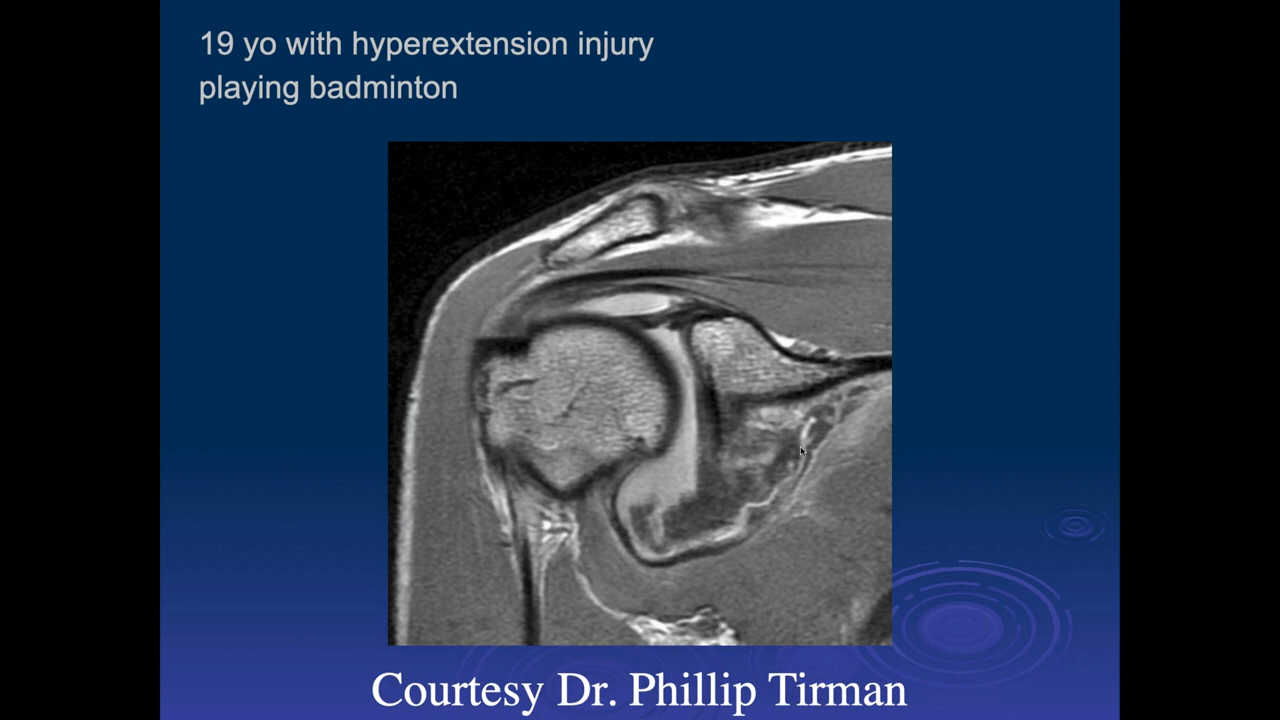 19 yo with hyperextension injury
playing badminton
Courtesy Dr. Phillip Tirman